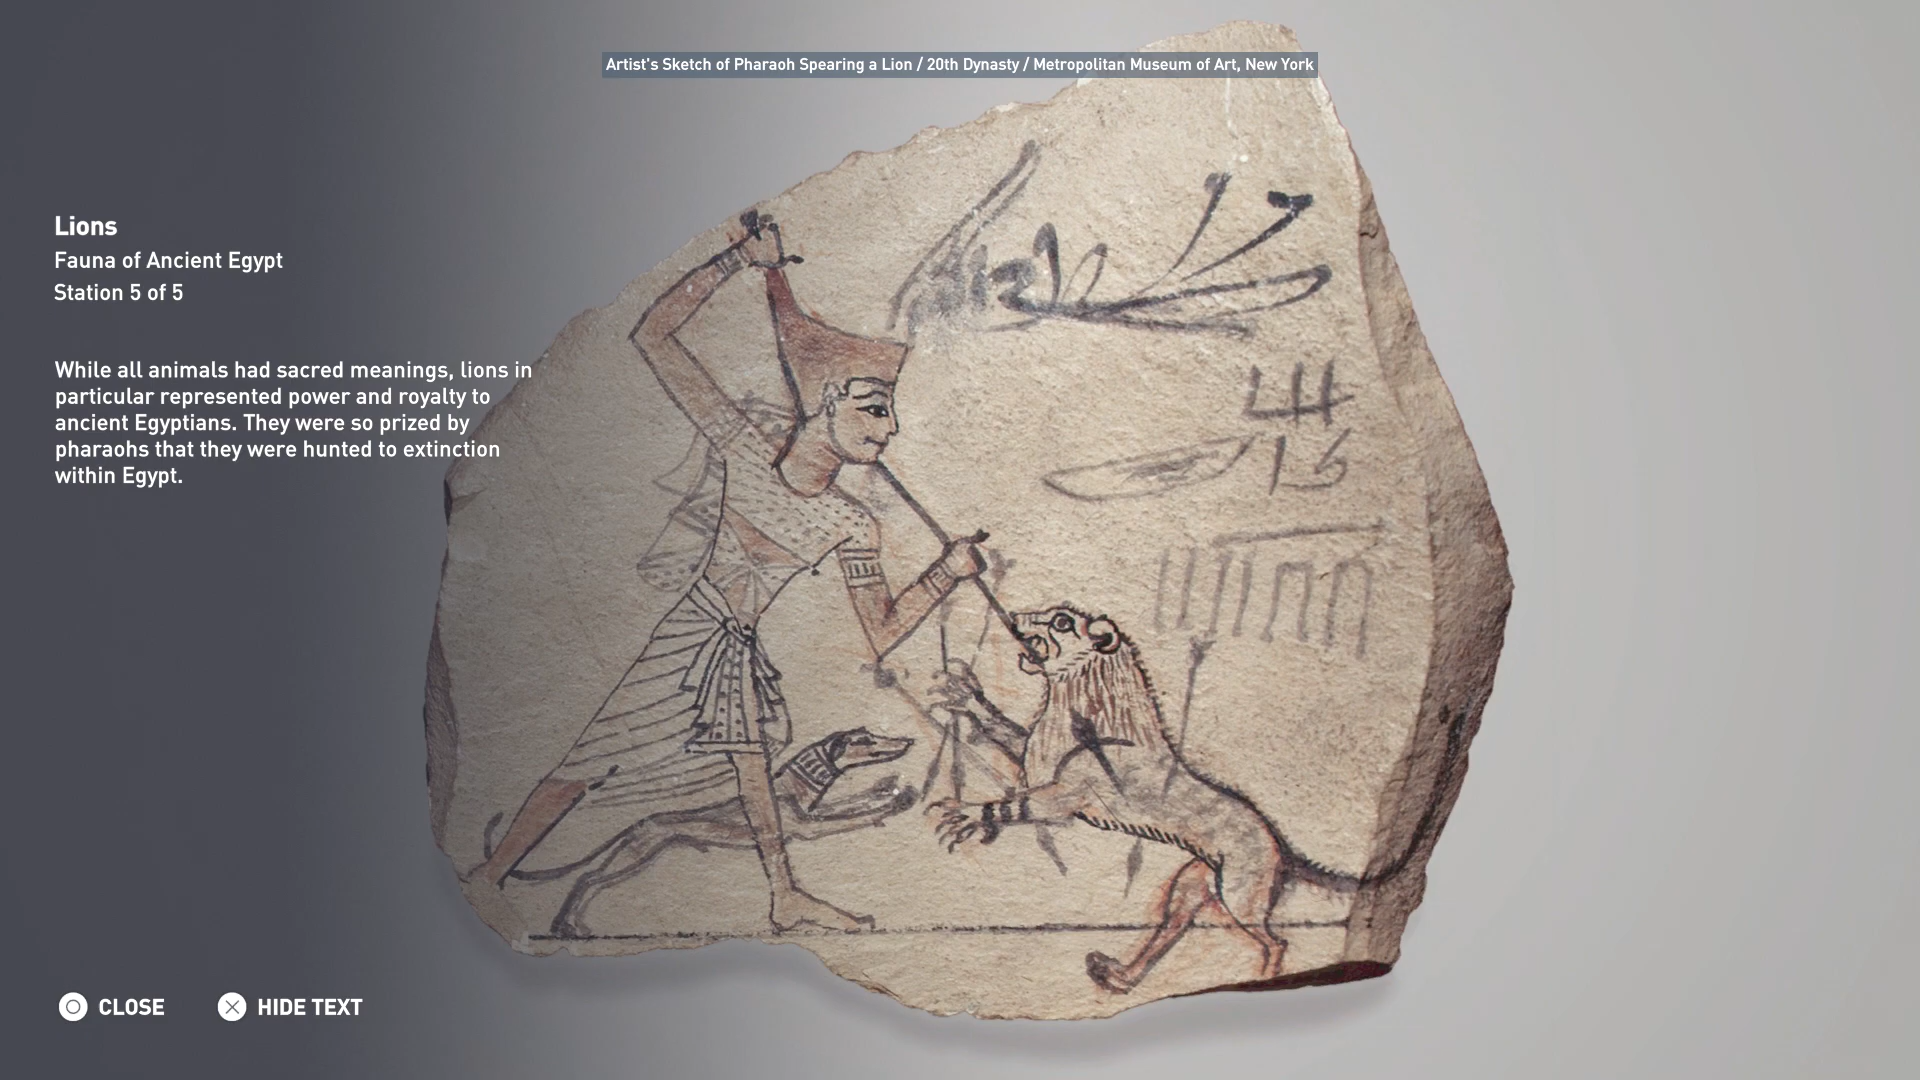 Artist's Sketch of Pharaoh Spearing a Lion / 20th Dynasty / Metropolitan Museum of Art, New York
Lions
Fauna of Ancient Egypt
Station 5 of 5
While all animals had sacred meanings, lions in
particular represented power and royalty to
ancient Egyptians. They were so prized by
pharaohs that they were hunted to extinction
within Egypt.
CLOSE
HIDE TEXT